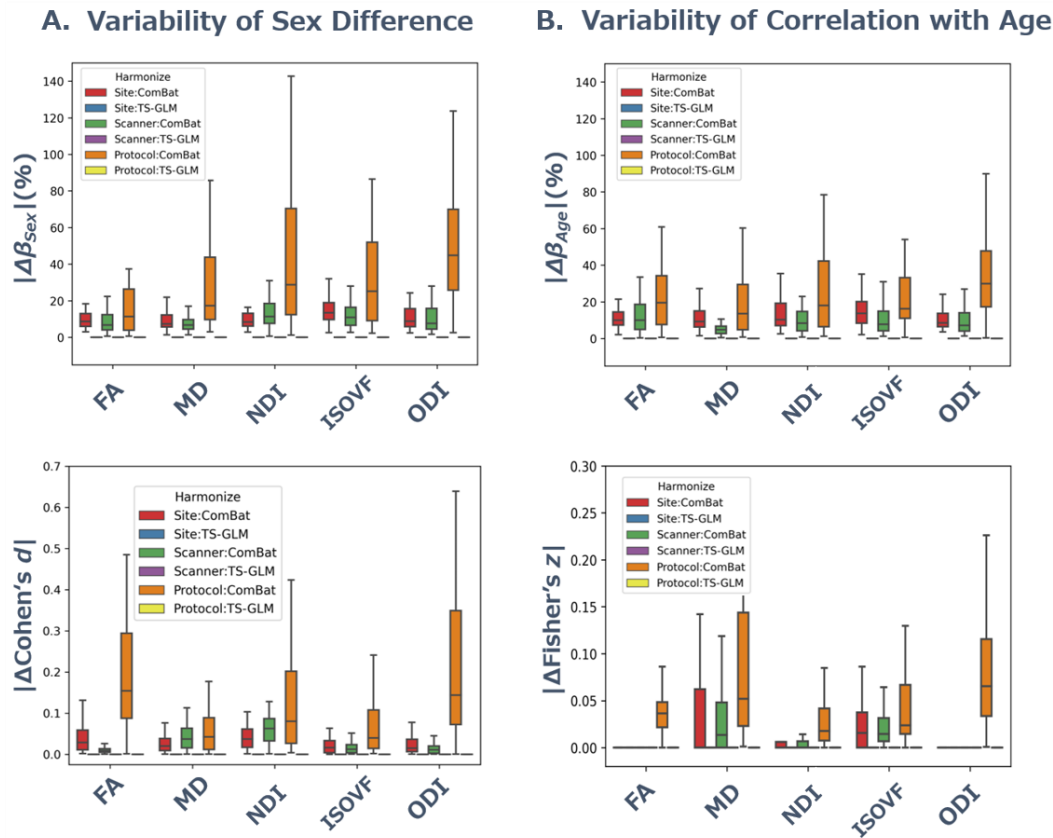 A. Variability of Sex Difference
B. Variability of Correlation with Age
|Δβ_Sex|(%)
140
120
100
80
60
40
20
0
Harmonize
Site:ComBat
Site:TS-GLM
Scanner:ComBat
Scanner:TS-GLM
Protocol:ComBat
Protocol:TS-GLM
FA
MD
NDI
ISOVF
ODI
|Δβ_Age|(%)
140
120
100
80
60
40
20
0
Harmonize
Site:ComBat
Site:TS-GLM
Scanner:ComBat
Scanner:TS-GLM
Protocol:ComBat
Protocol:TS-GLM
FA
MD
NDI
ISOVF
ODI
|ΔCohen's d|
0.7
0.6
0.5
0.4
0.3
0.2
0.1
0.0
Harmonize
Site:ComBat
Site:TS-GLM
Scanner:ComBat
Scanner:TS-GLM
Protocol:ComBat
Protocol:TS-GLM
FA
MD
NDI
ISOVF
ODI
|ΔFisher's z|
0.30
0.25
0.20
0.15
0.10
0.05
0.00
Harmonize
Site:ComBat
Site:TS-GLM
Scanner:ComBat
Scanner:TS-GLM
Protocol:ComBat
Protocol:TS-GLM
FA
MD
NDI
ISOVF
ODI